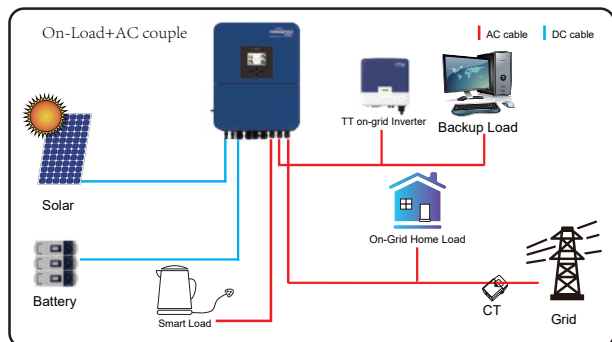 On-Load+AC couple
AC cable
DC cable
TT on-grid Inverter
Backup Load
Solar
On-Grid Home Load
Battery
Smart Load
CT
Grid